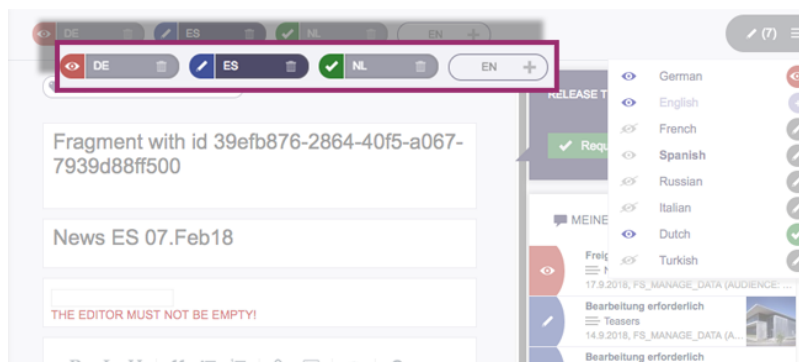 DE ES NL EN
(7)
DE ES NL EN
German
English
French
Spanish
Russian
Italian
Dutch
Turkish
RELEASE T
Requ
Fragment with id 39efb876-2864-40f5-a067-
7939d88ff500
News ES 07.Feb18
THE EDITOR MUST NOT BE EMPTY!
MEINE
Freig
17.9.2018, FS_MANAGE_DATA (AUDIENCE: ...
Bearbeitung erforderlich
Teasers
14.9.2018, FS_MANAGE_DATA (A...
Bearbeitung erforderlich